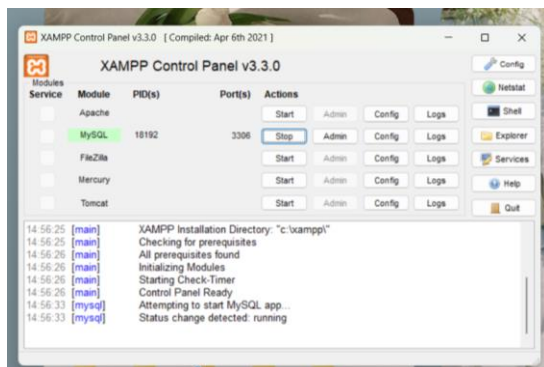 XAMPP Control Panel v3.3.0 [ Compiled: Apr 6th 2021 ]
XAMPP Control Panel v3.3.0
Config
Modules
Service Module PID(s) Port(s) Actions
Netstat
Apache Start Admin Config Logs
Shell
MySQL 18192 3306 Stop Admin Config Logs
Explorer
FileZilla Start Admin Config Logs
Services
Mercury Start Admin Config Logs
Help
Tomcat Start Admin Config Logs
Quit
14:56:25 [main] XAMPP Installation Directory: "c:\xampp\"
14:56:25 [main] Checking for prerequisites
14:56:26 [main] All prerequisites found
14:56:26 [main] Initializing Modules
14:56:26 [main] Starting Check-Timer
14:56:26 [main] Control Panel Ready
14:56:33 [mysql] Attempting to start MySQL app...
14:56:33 [mysql] Status change detected: running